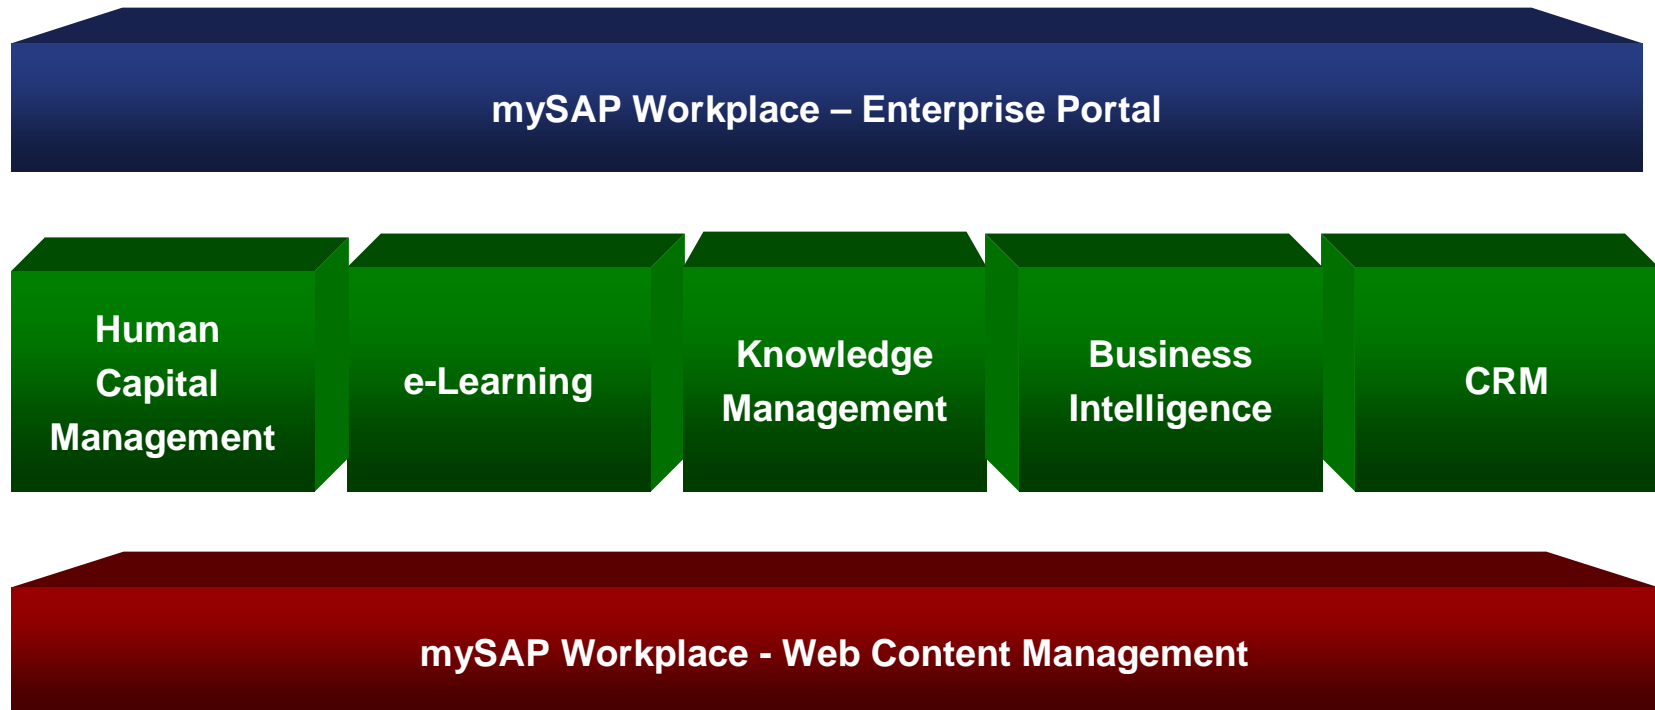 mySAP Workplace – Enterprise Portal
Human
Capital
Management
e-Learning
Knowledge
Management
Business
Intelligence
CRM
mySAP Workplace - Web Content Management